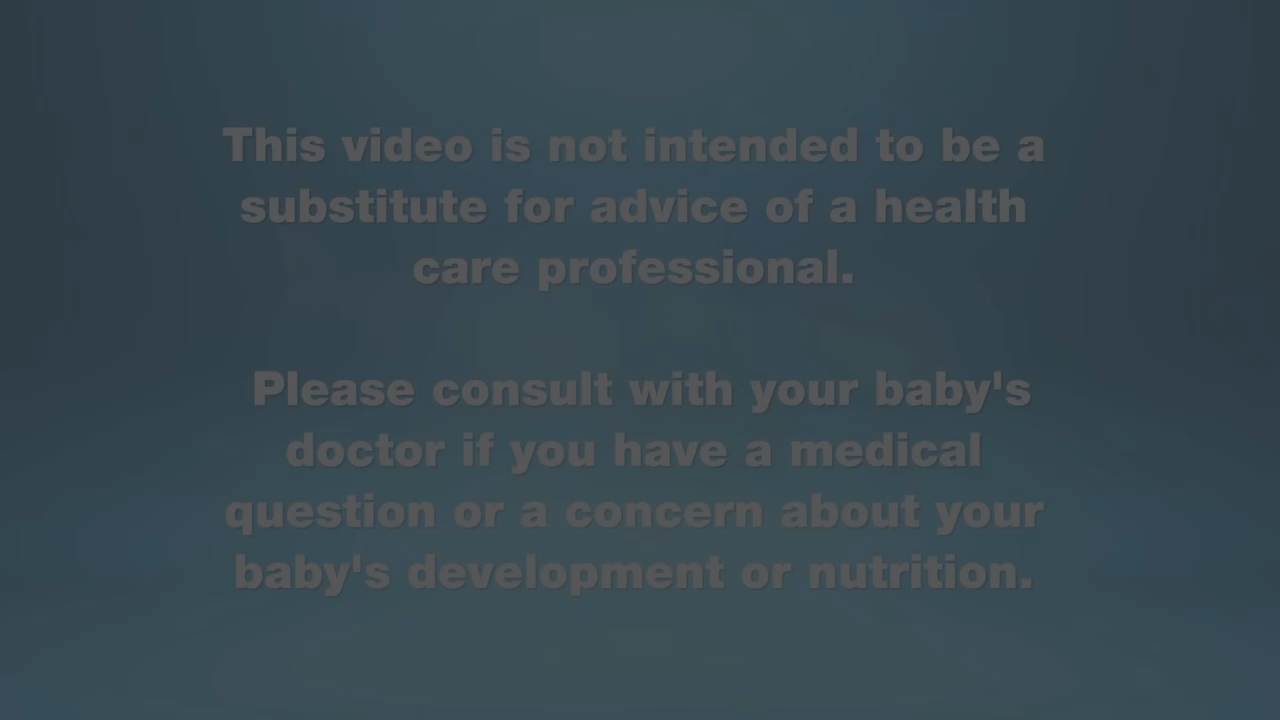 This video is not intended to be a
substitute for advice of a health
care professional.
Please consult with your baby's
doctor if you have a medical
question or a concern about your
baby's development or nutrition.